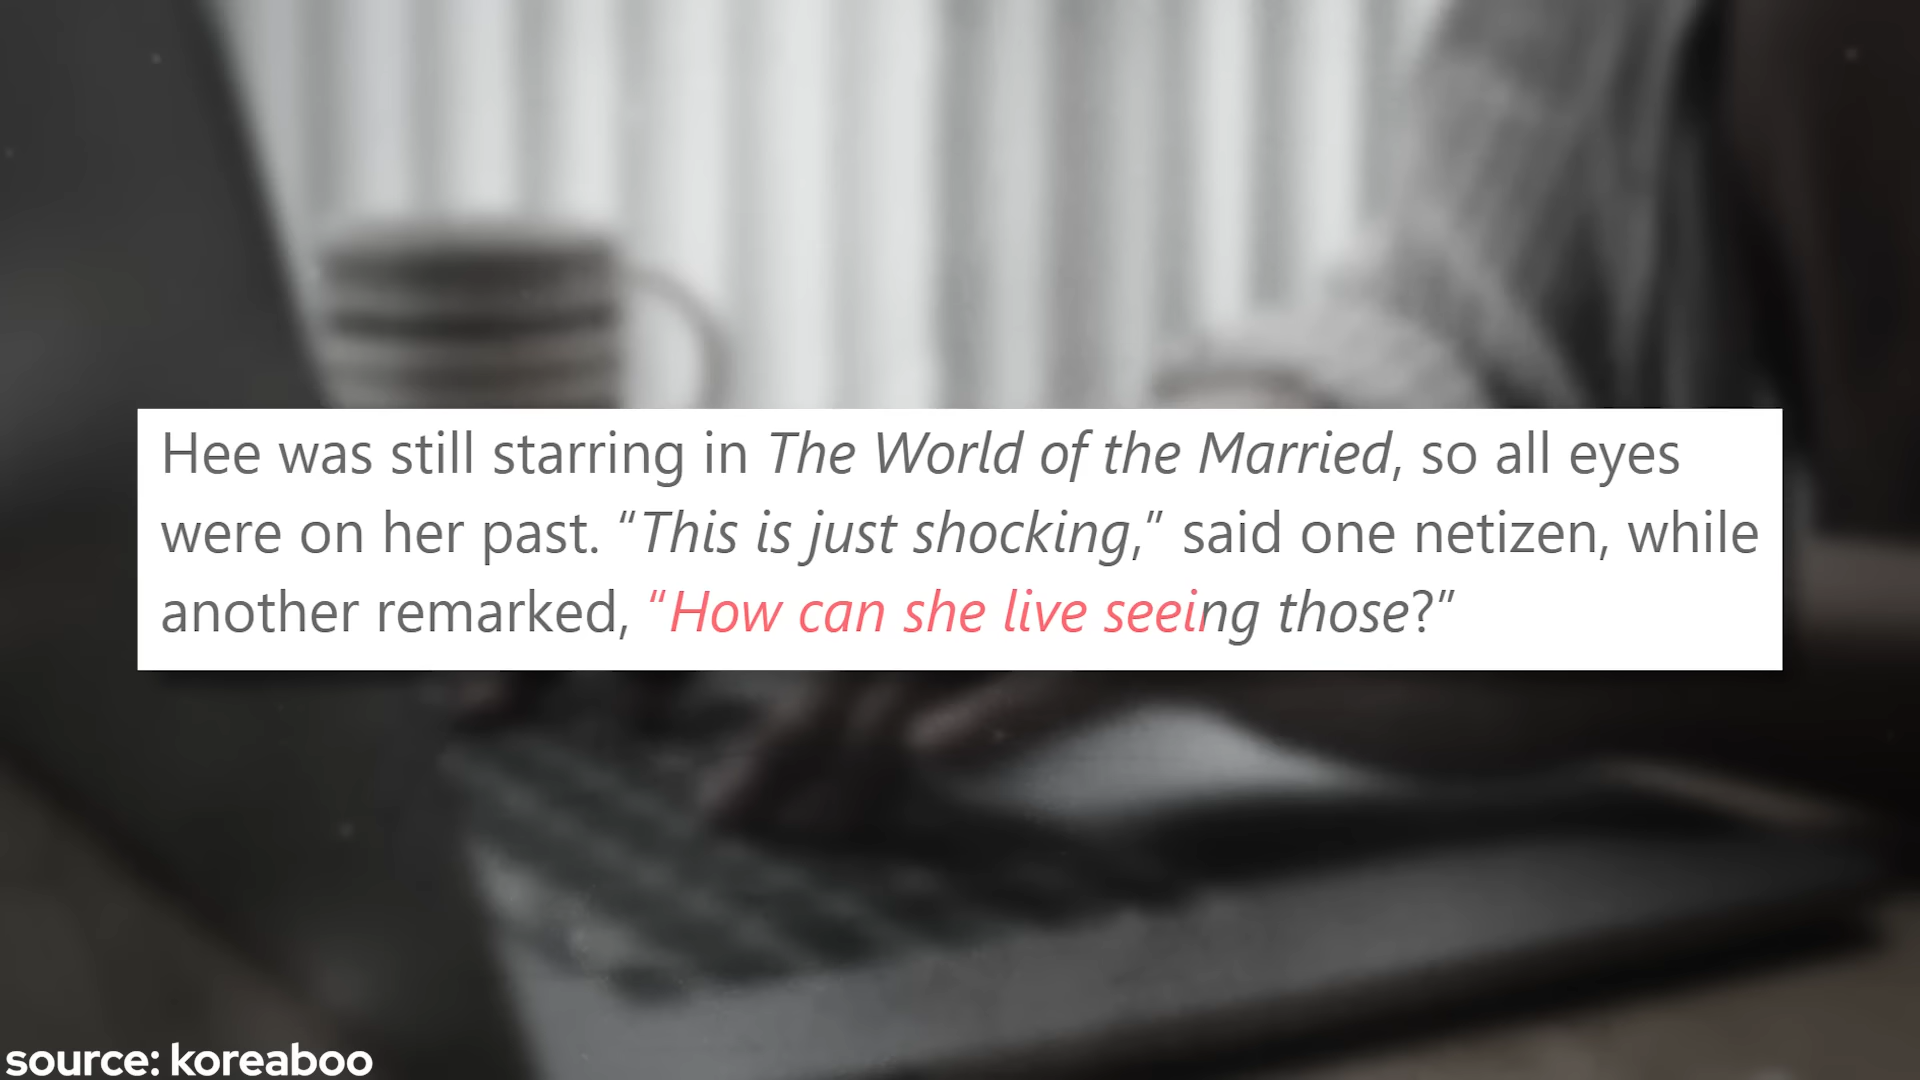 Hee was still starring in The World of the Married, so all eyes
were on her past. “This is just shocking,” said one netizen, while
another remarked, “How can she live seeing those?”
source: koreaboo